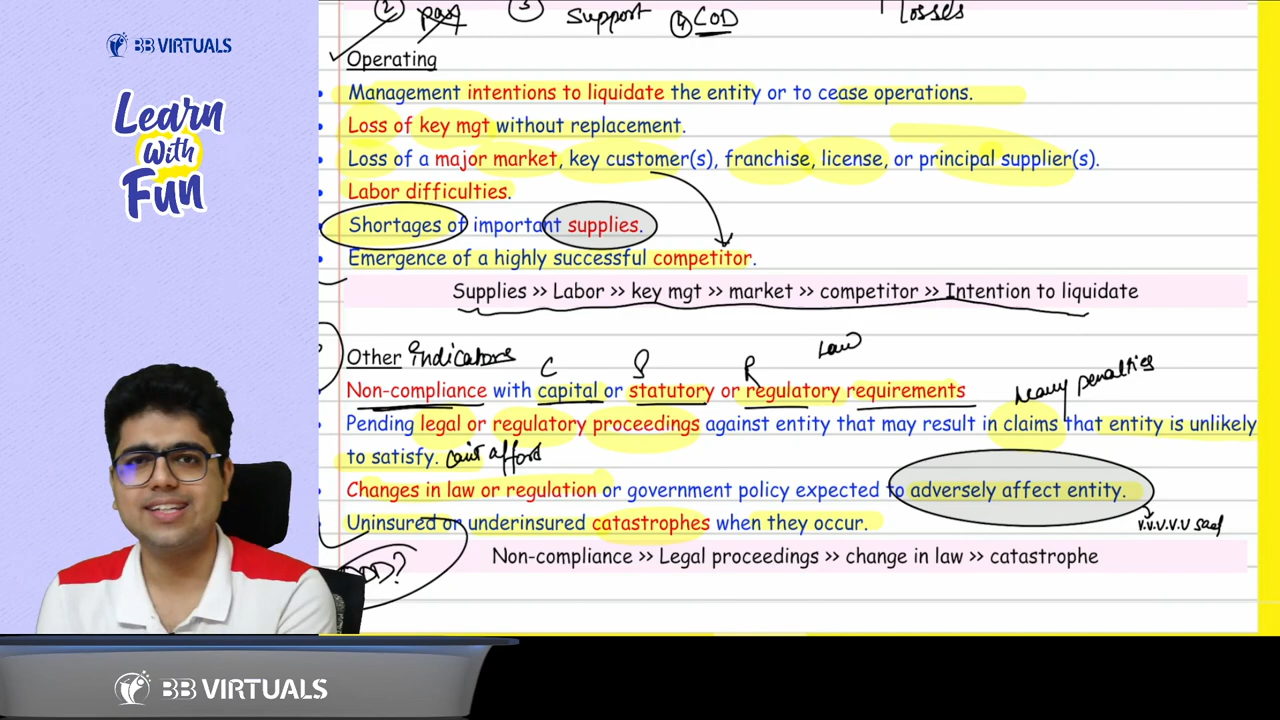 ② past ③ Support ④ COD losses
BB VIRTUALS
Learn
With
Fun
Operating
Management intentions to liquidate the entity or to cease operations.
Loss of key mgt without replacement.
Loss of a major market, key customer(s), franchise, license, or principal supplier(s).
Labor difficulties.
Shortages of important supplies.
Emergence of a highly successful competitor.
Supplies >> Labor >> key mgt >> market >> competitor >> Intention to liquidate
Other Indicators
C S R Law
Non-compliance with capital or statutory or regulatory requirements
Heavy penalties
Pending legal or regulatory proceedings against entity that may result in claims that entity is unlikely
to satisfy. can't afford
Changes in law or regulation or government policy expected to adversely affect entity.
V.V.V.V.V sad
Uninsured or underinsured catastrophes when they occur.
Non-compliance >> Legal proceedings >> change in law >> catastrophe
BB VIRTUALS